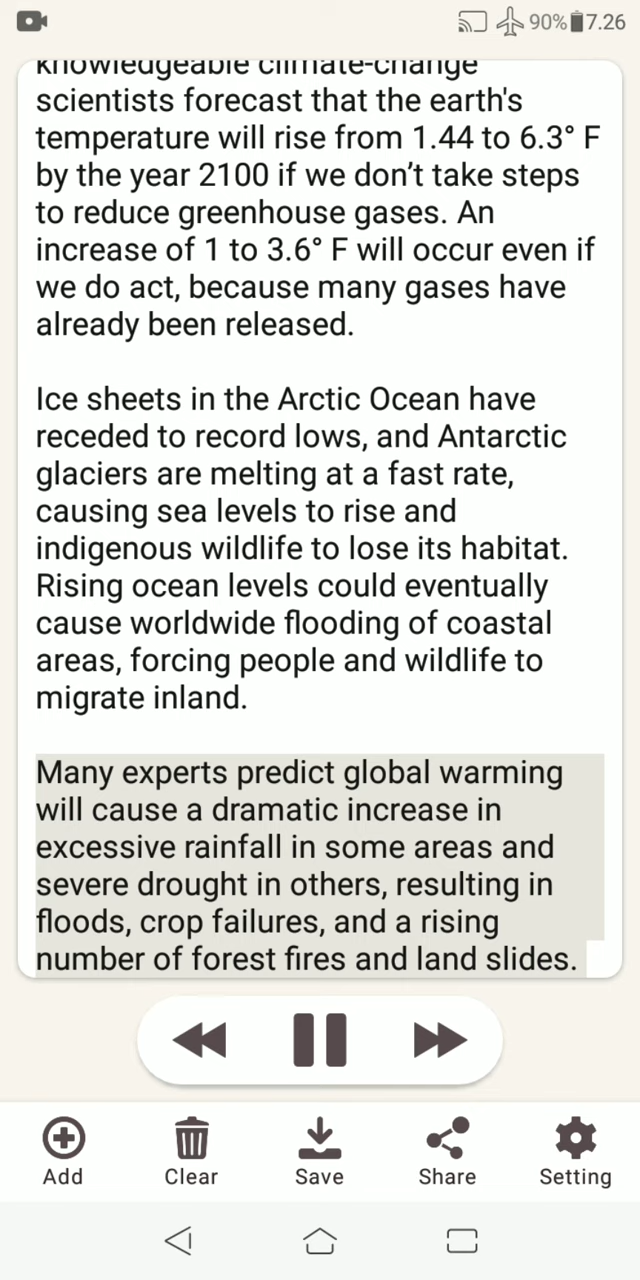 90% 7.26
knowledgeable climate-change
scientists forecast that the earth's
temperature will rise from 1.44 to 6.3° F
by the year 2100 if we don’t take steps
to reduce greenhouse gases. An
increase of 1 to 3.6° F will occur even if
we do act, because many gases have
already been released.
Ice sheets in the Arctic Ocean have
receded to record lows, and Antarctic
glaciers are melting at a fast rate,
causing sea levels to rise and
indigenous wildlife to lose its habitat.
Rising ocean levels could eventually
cause worldwide flooding of coastal
areas, forcing people and wildlife to
migrate inland.
Many experts predict global warming
will cause a dramatic increase in
excessive rainfall in some areas and
severe drought in others, resulting in
floods, crop failures, and a rising
number of forest fires and land slides.
Add Clear Save Share Setting